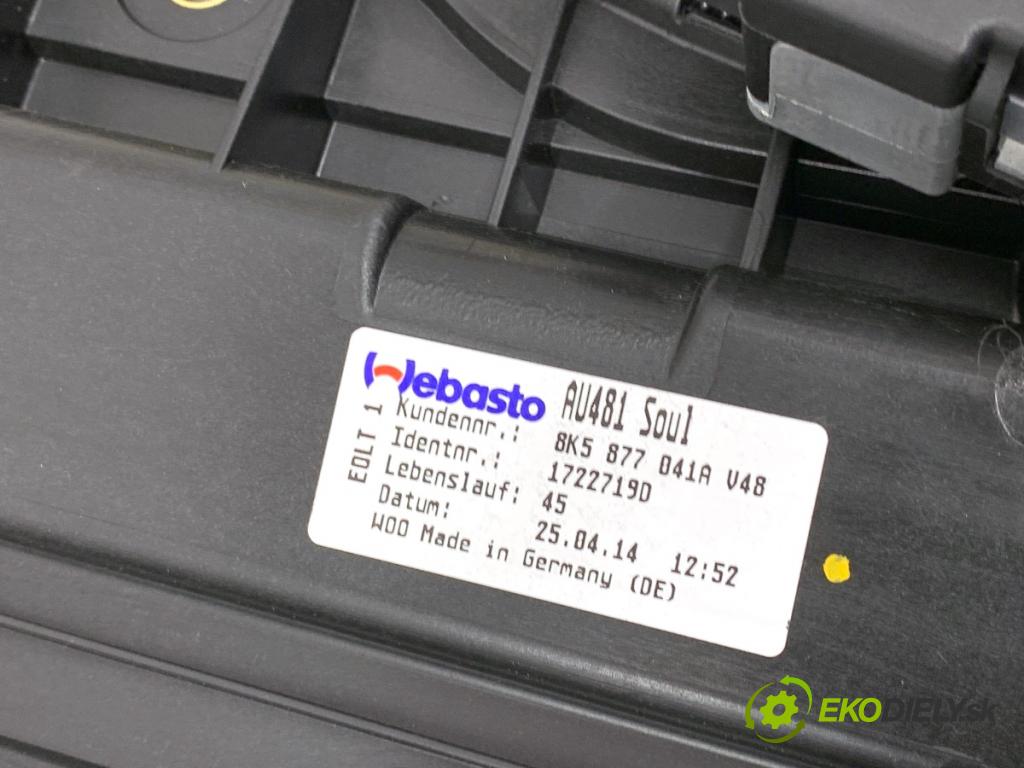 Webasto AU481 Soul
EOLT 1
Kundennr.: 8K5 877 041A V48
Identnr.: 1722719D
Lebenslauf: 45
Datum: 25.04.14 12:52
W00 Made in Germany (DE)
EKODIELY.sk